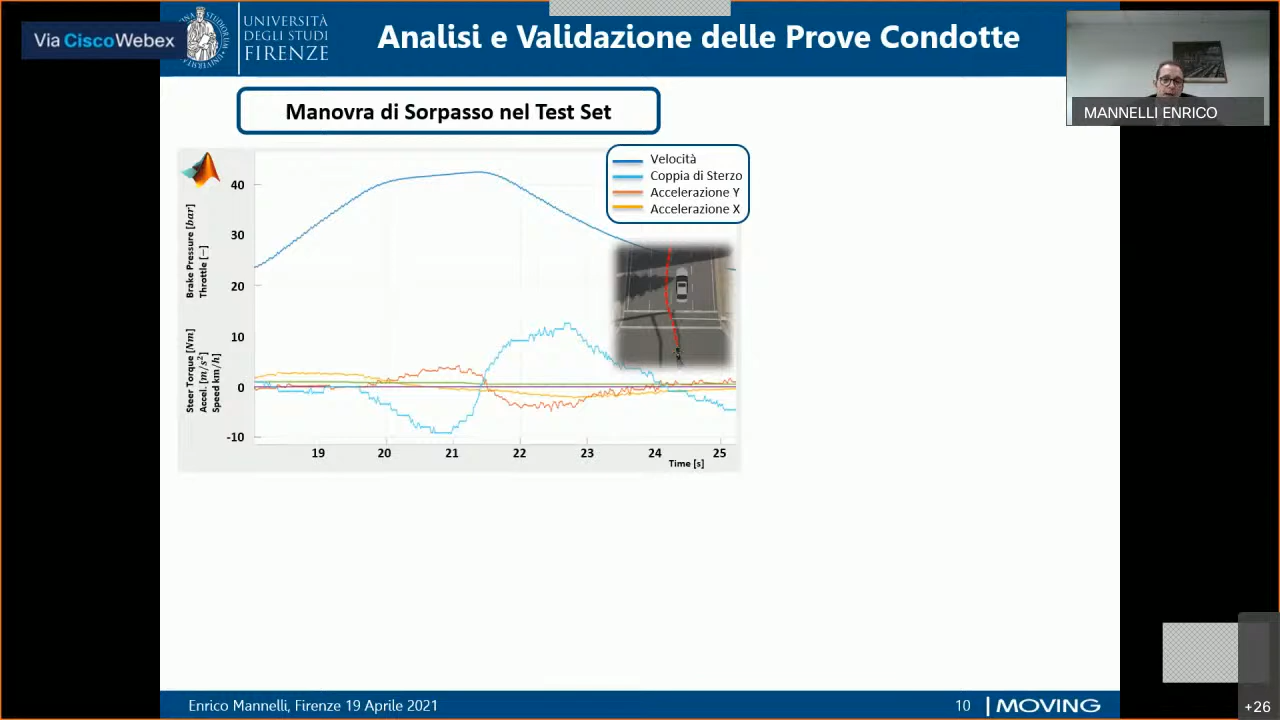 Via Cisco Webex
UNIVERSITÀ
DEGLI STUDI
FIRENZE
Analisi e Validazione delle Prove Condotte
MANNELLI ENRICO
Manovra di Sorpasso nel Test Set
Velocità
Coppia di Sterzo
Accelerazione Y
Accelerazione X
Brake Pressure [bar]
Throttle [−]
Steer Torque [Nm]
Accel. [m/s²]
Speed km/h]
40
30
20
10
0
-10
19 20 21 22 23 24 25
Time [s]
Enrico Mannelli, Firenze 19 Aprile 2021
10
MOVING
+26